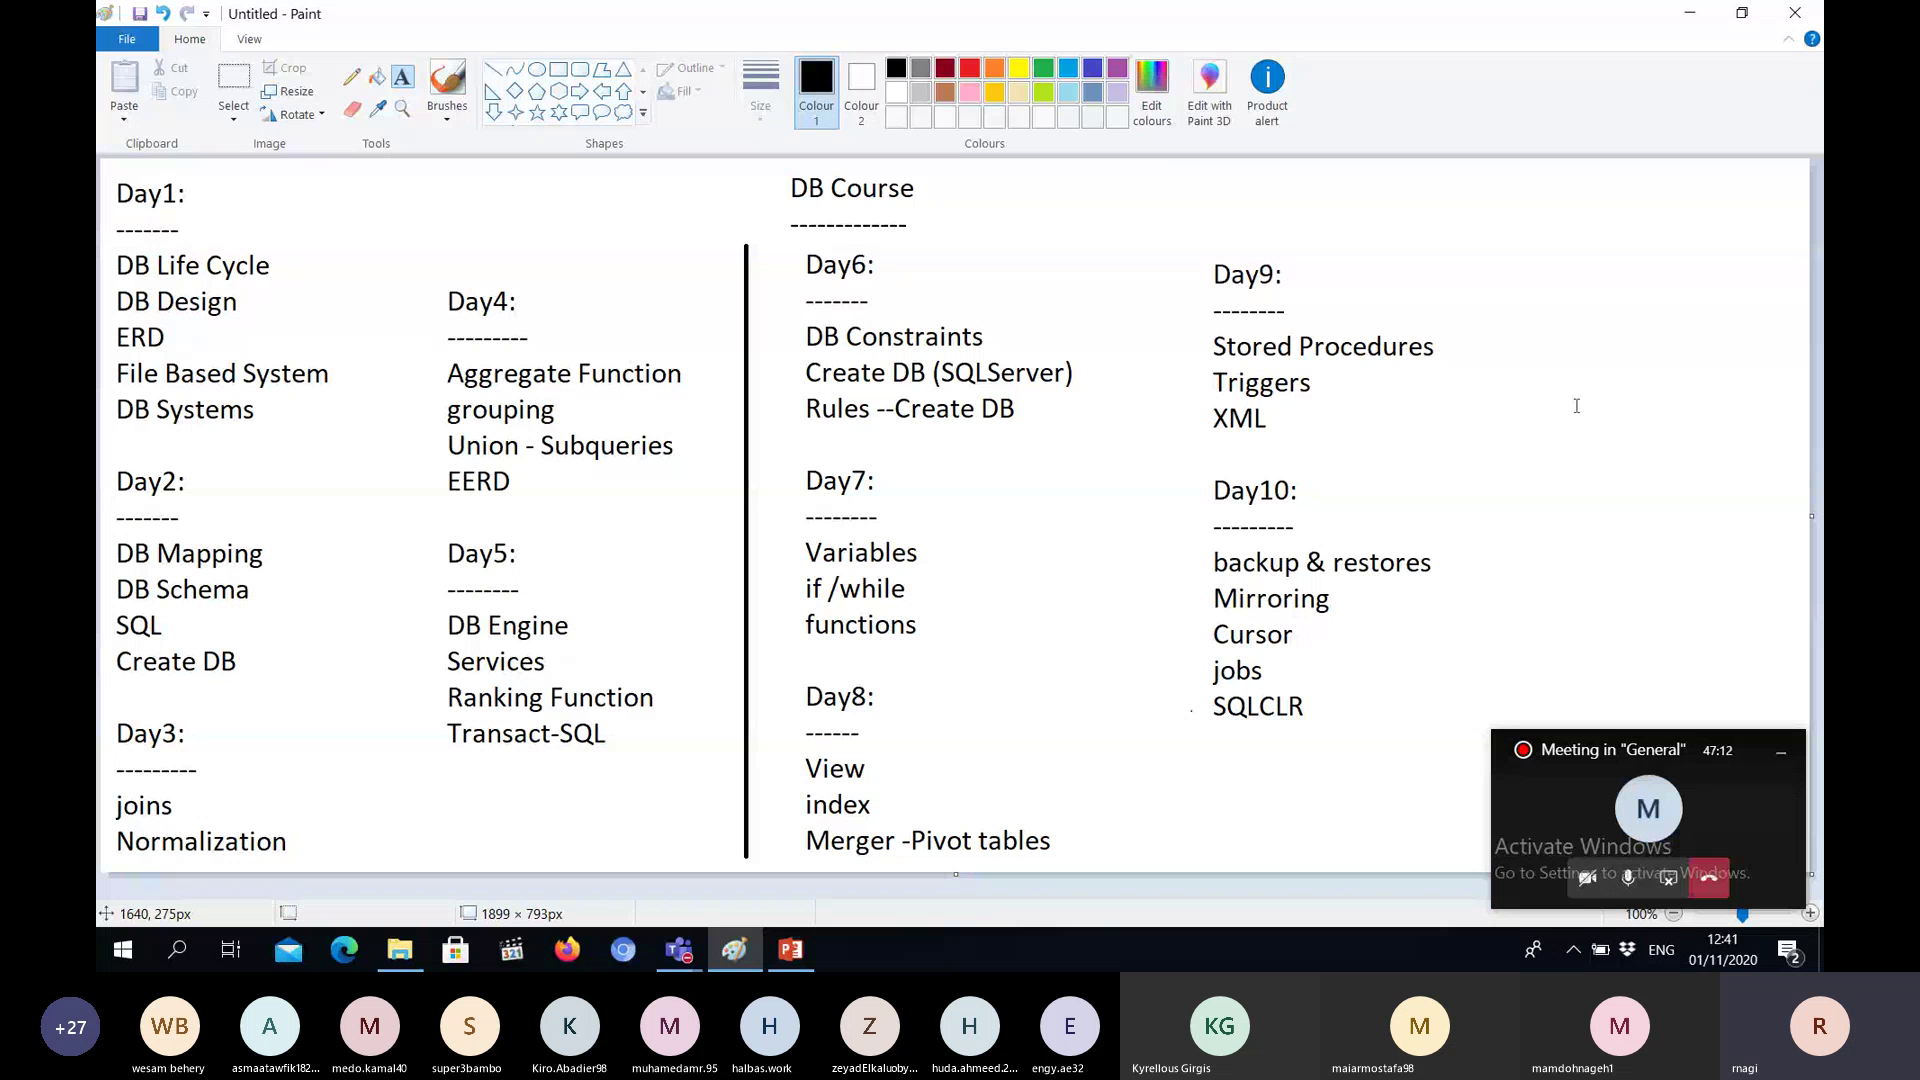 Untitled - Paint
File
Home
View
Paste
Cut
Copy
Clipboard
Select
Crop
Resize
Rotate
Image
Tools
Brushes
Shapes
Outline
Fill
Size
Colour 1
Colour 2
Edit colours
Edit with Paint 3D
Product alert
Colours
DB Course
-------------
Day1:
-------
DB Life Cycle
DB Design
ERD
File Based System
DB Systems
Day2:
-------
DB Mapping
DB Schema
SQL
Create DB
Day3:
---------
joins
Normalization
Day4:
---------
Aggregate Function
grouping
Union - Subqueries
EERD
Day5:
--------
DB Engine
Services
Ranking Function
Transact-SQL
Day6:
-------
DB Constraints
Create DB (SQLServer)
Rules --Create DB
Day7:
--------
Variables
if /while
functions
Day8:
------
View
index
Merger -Pivot tables
Day9:
--------
Stored Procedures
Triggers
XML
Day10:
---------
backup & restores
Mirroring
Cursor
jobs
SQLCLR
Meeting in "General" 47:12
M
Activate Windows
Go to Settings to activate Windows.
1640, 275px
1899 × 793px
100%
321
ENG
12:41
01/11/2020
2
+27
WB
A
M
S
K
M
H
Z
H
E
KG
M
M
R
wesam behery
asmaatawfik182...
medo.kamal40
super3bambo
Kiro.Abadier98
muhamedamr.95
halbas.work
zeyadElkaluoby...
huda.ahmeed.2...
engy.ae32
Kyrellous Girgis
maiarmostafa98
mamdohnageh1
rnagi